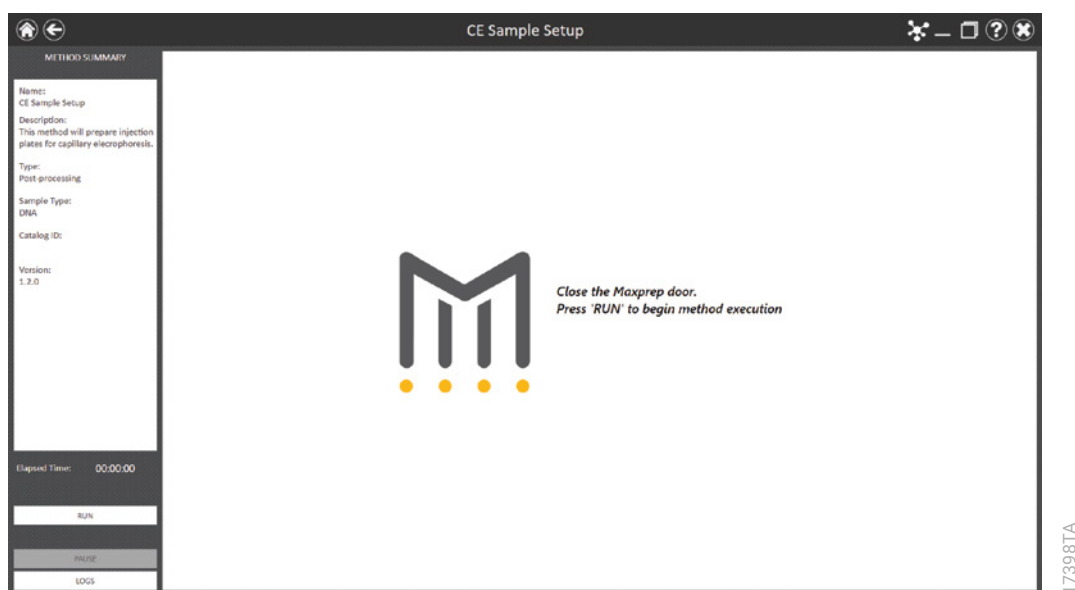 CE Sample Setup
METHOD SUMMARY
Name:
CE Sample Setup
Description:
This method will prepare injection
plates for capillary elecrophoresis.
Type:
Post-processing
Sample Type:
DNA
Catalog ID:
Version:
1.2.0
Close the Maxprep door.
Press 'RUN' to begin method execution
Elapsed Time: 00:00:00
RUN
PAUSE
LOGS
17398TA